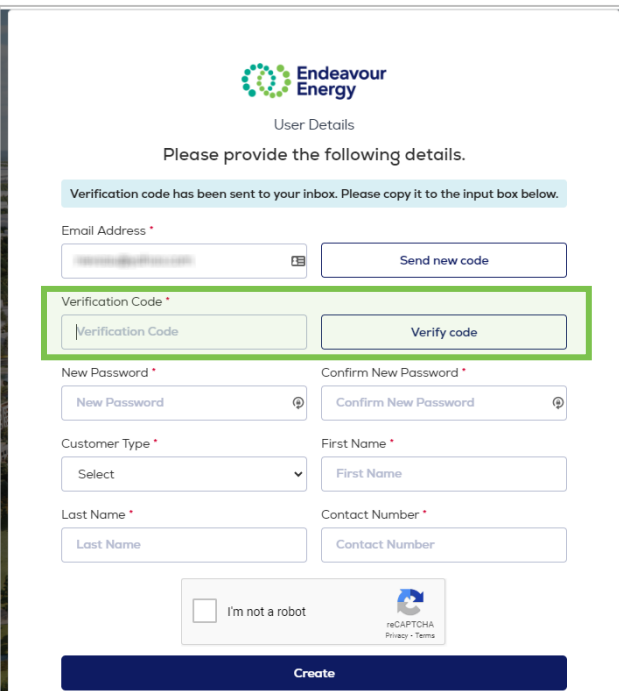 Endeavour
Energy
User Details
Please provide the following details.
Verification code has been sent to your inbox. Please copy it to the input box below.
Email Address *
Send new code
Verification Code *
Verification Code
Verify code
New Password * Confirm New Password *
New Password Confirm New Password
Customer Type * First Name *
Select First Name
Last Name * Contact Number *
Last Name Contact Number
I'm not a robot
reCAPTCHA
Privacy - Terms
Create